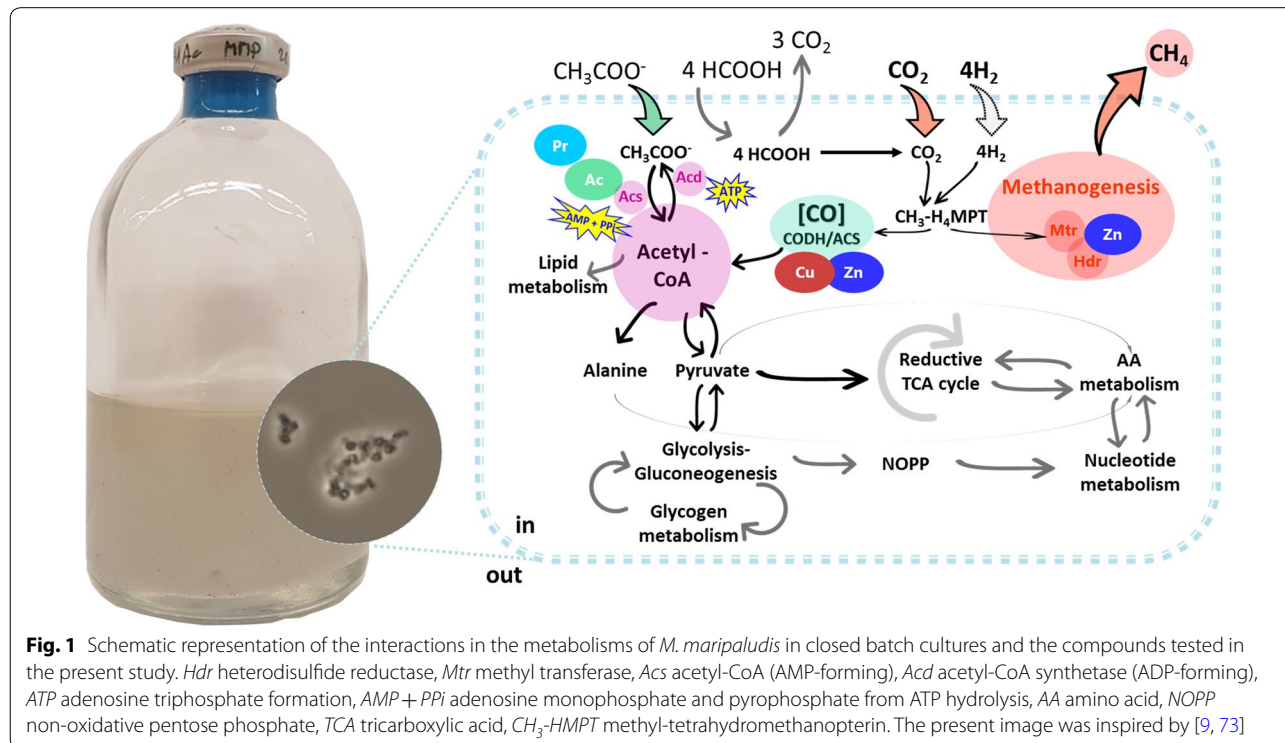 MMP
3 CO₂
CH₃COO⁻
4 HCOOH
CO₂
4H₂
CH₄
Pr
Ac
Acs
CH₃COO⁻
Acd
ATP
AMP + PPi
4 HCOOH
CO₂
4H₂
Methanogenesis
[CO]
CODH/ACS
CH₃-H₄MPT
Mtr
Zn
Hdr
Cu
Zn
Acetyl -
CoA
Lipid
metabolism
Alanine
Pyruvate
Reductive
TCA cycle
AA
metabolism
Glycolysis-
Gluconeogenesis
NOPP
Nucleotide
metabolism
Glycogen
metabolism
in
out
Fig. 1 Schematic representation of the interactions in the metabolisms of M. maripaludis in closed batch cultures and the compounds tested in
the present study. Hdr heterodisulfide reductase, Mtr methyl transferase, Acs acetyl-CoA (AMP-forming), Acd acetyl-CoA synthetase (ADP-forming),
ATP adenosine triphosphate formation, AMP + PPi adenosine monophosphate and pyrophosphate from ATP hydrolysis, AA amino acid, NOPP
non-oxidative pentose phosphate, TCA tricarboxylic acid, CH₃-HMPT methyl-tetrahydromethanopterin. The present image was inspired by [9, 73]